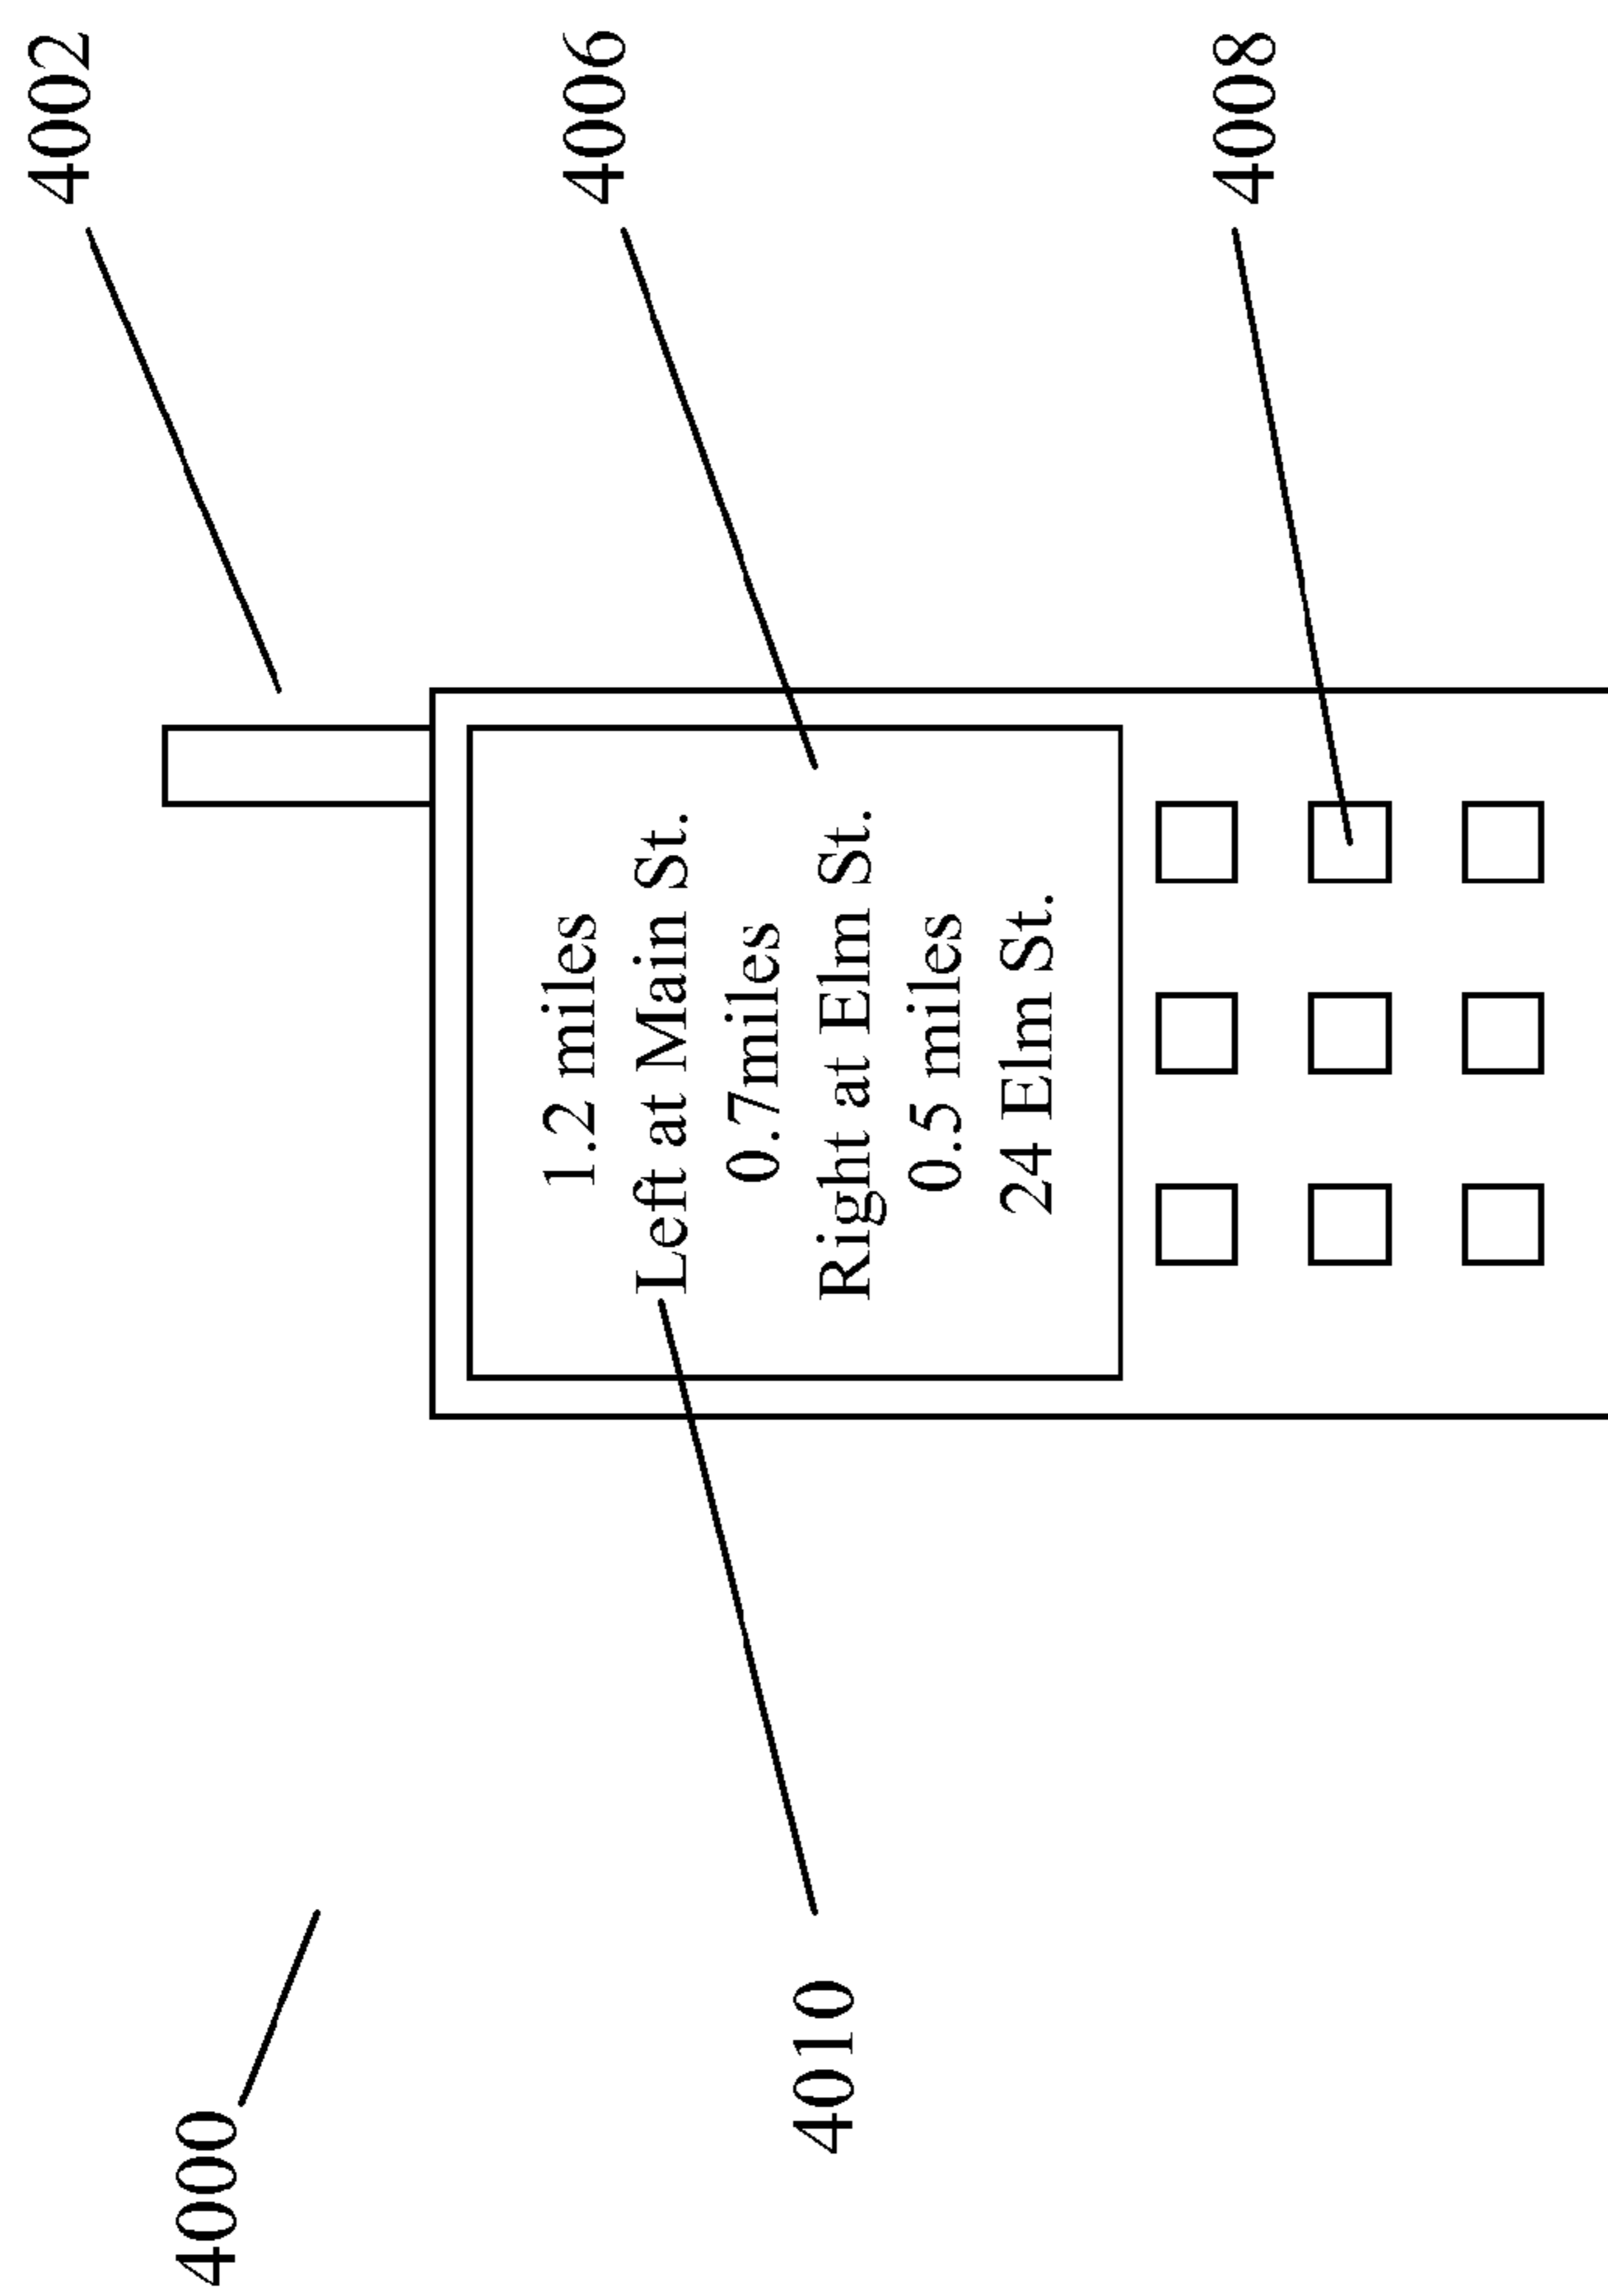 4002
4006
4008
1.2 miles
Left at Main St.
0.7miles
Right at Elm St.
0.5 miles
24 Elm St.
4000
4010